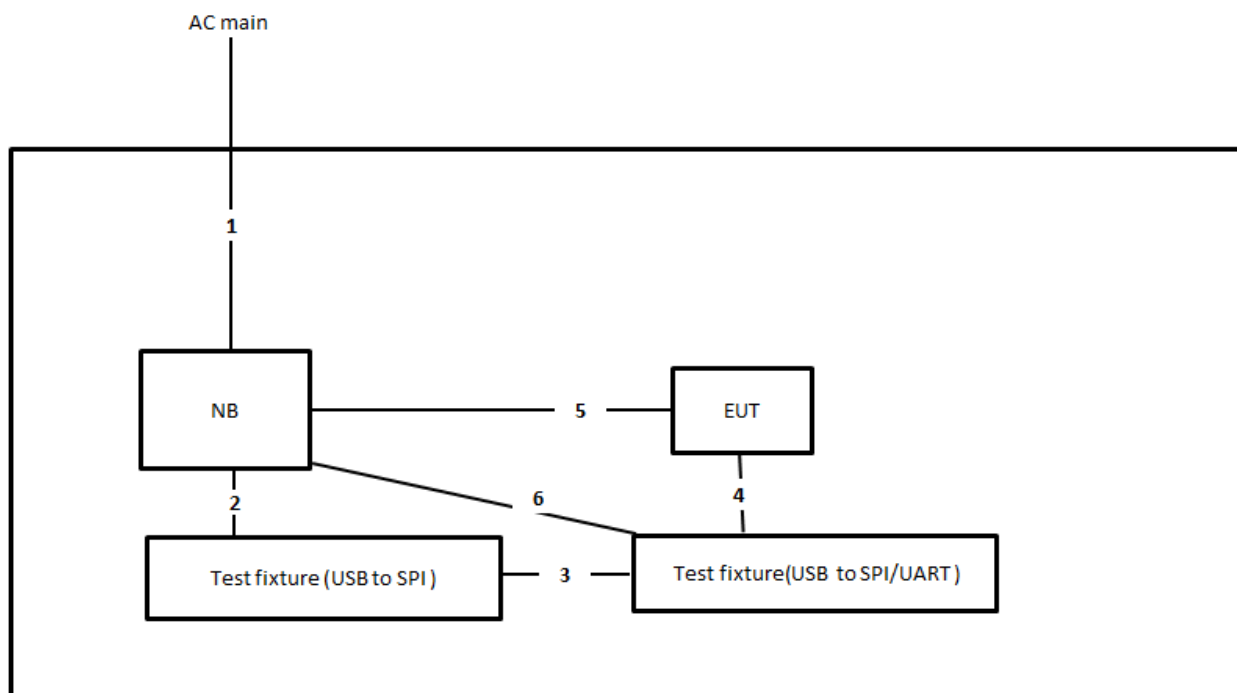 AC main
1
NB
5
EUT
2
6
4
Test fixture (USB to SPI)
3
Test fixture(USB to SPI/UART)